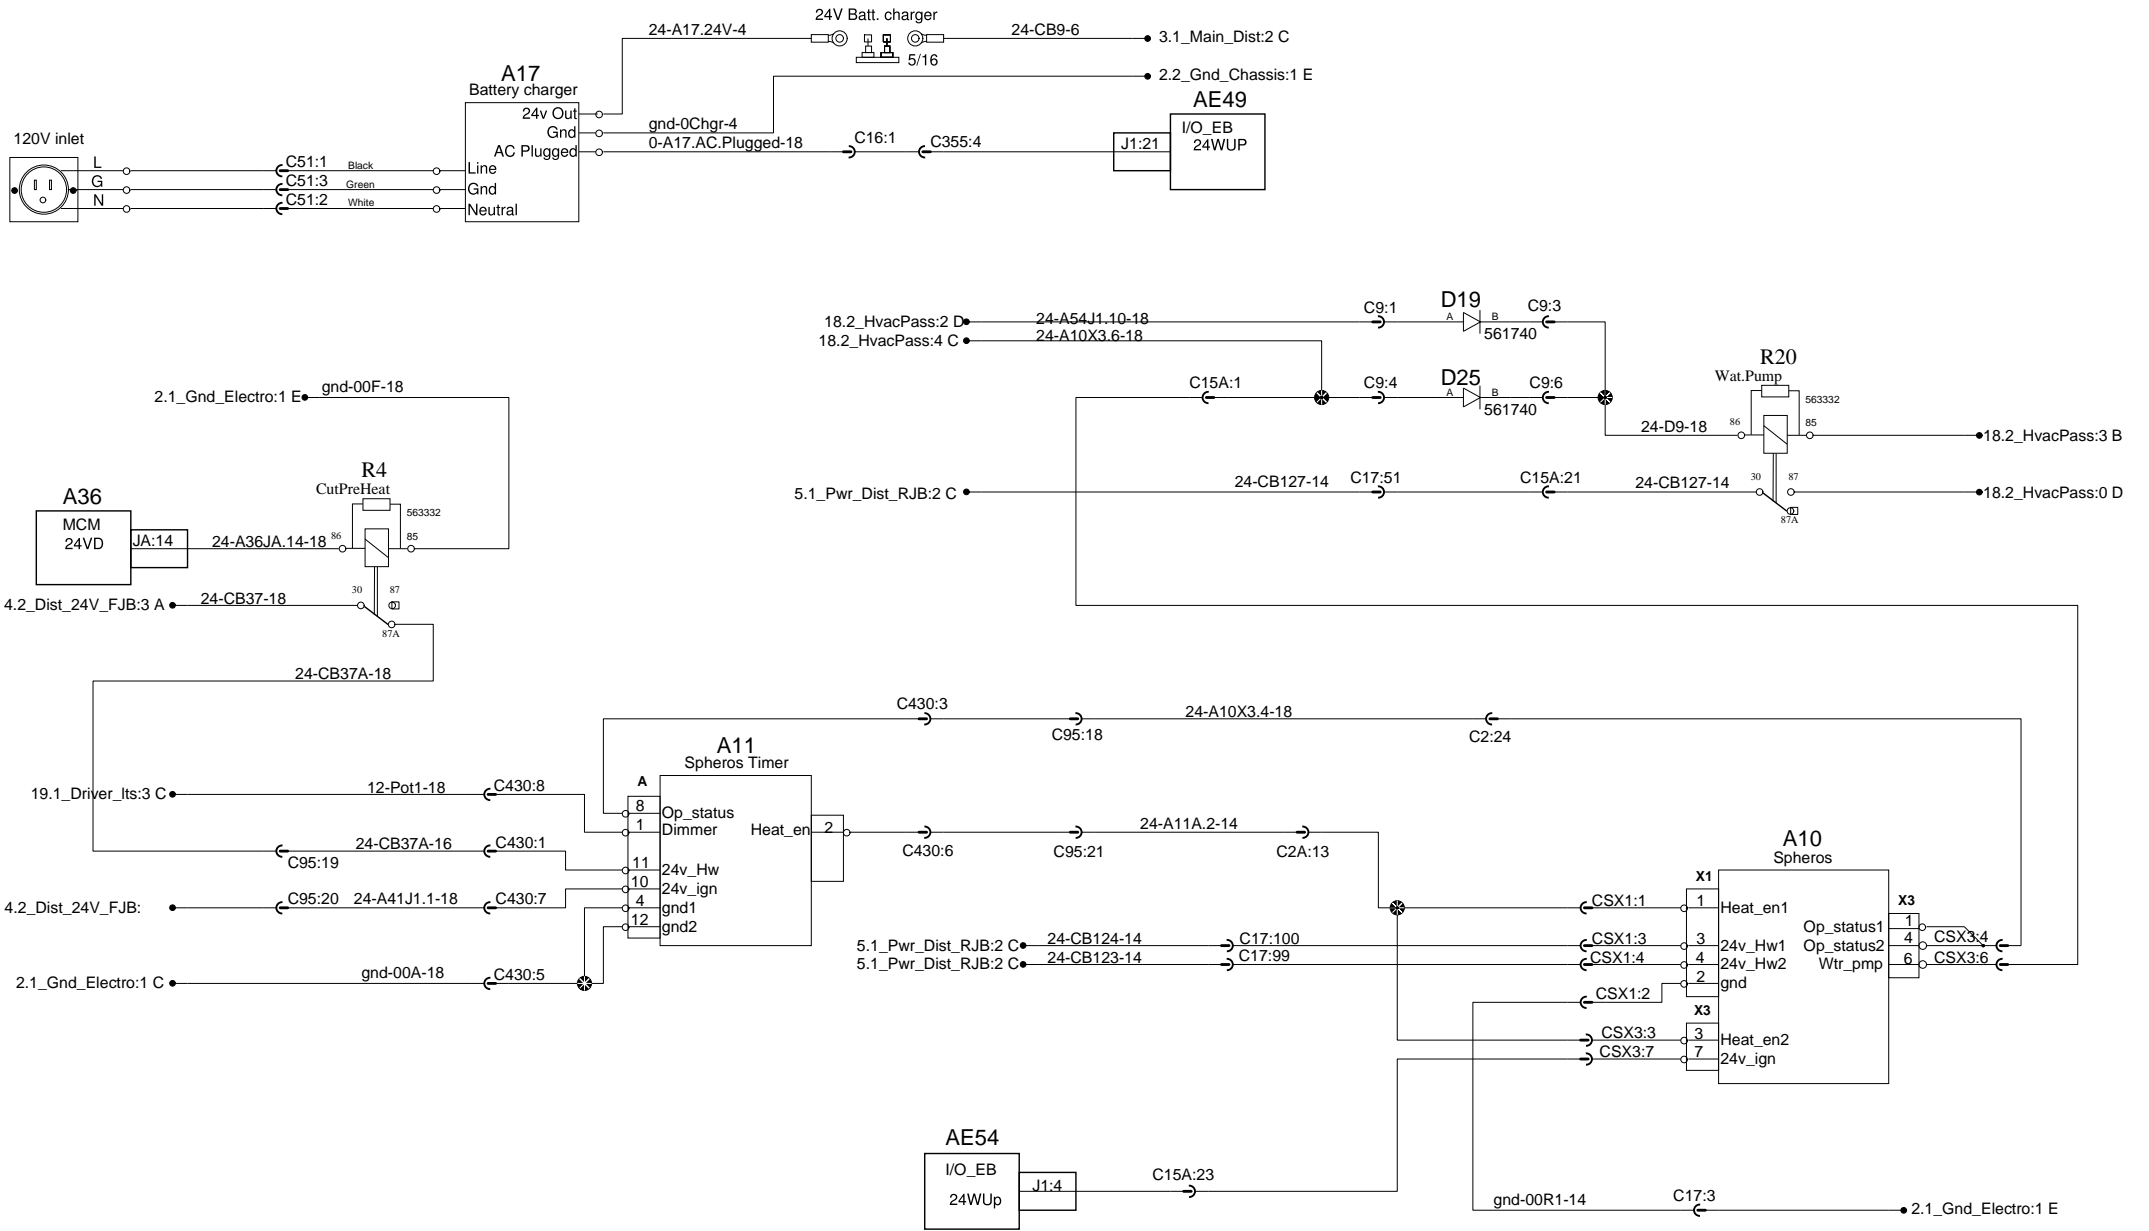 24V Batt. charger
24-A17.24V-4
24-CB9-6
3.1_Main_Dist:2 C
5/16
A17
Battery charger
2.2_Gnd_Chassis:1 E
AE49
24v Out
Gnd
gnd-0Chgr-4
I/O_EB
24WUP
120V inlet
AC Plugged
0-A17.AC.Plugged-18
C16:1
C355:4
J1:21
L
C51:1
Black
Line
G
C51:3
Green
Gnd
N
C51:2
White
Neutral
18.2_HvacPass:2 D
24-A54J1.10-18
C9:1
D19
A
B
561740
C9:3
18.2_HvacPass:4 C
24-A10X3.6-18
R20
Wat.Pump
563332
C15A:1
C9:4
D25
A
B
561740
C9:6
24-D9-18
86
85
18.2_HvacPass:3 B
5.1_Pwr_Dist_RJB:2 C
24-CB127-14
C17:51
C15A:21
24-CB127-14
30
87
87A
18.2_HvacPass:0 D
2.1_Gnd_Electro:1 E
gnd-00F-18
R4
CutPreHeat
563332
A36
MCM
24VD
JA:14
24-A36JA.14-18
86
85
4.2_Dist_24V_FJB:3 A
24-CB37-18
30
87
87A
24-CB37A-18
C430:3
C95:18
24-A10X3.4-18
C2:24
A11
Spheros Timer
A
19.1_Driver_lts:3 C
12-Pot1-18
C430:8
8
Op_status
1
Dimmer
Heat_en
2
C430:6
C95:21
24-A11A.2-14
C2A:13
C95:19
24-CB37A-16
C430:1
11
24v_Hw
4.2_Dist_24V_FJB:
C95:20
24-A41J1.1-18
C430:7
10
24v_ign
4
gnd1
12
gnd2
2.1_Gnd_Electro:1 C
gnd-00A-18
C430:5
A10
Spheros
X1
CSX1:1
1
Heat_en1
X3
Op_status1
1
5.1_Pwr_Dist_RJB:2 C
24-CB124-14
C17:100
CSX1:3
3
24v_Hw1
Op_status2
4
CSX3:4
5.1_Pwr_Dist_RJB:2 C
24-CB123-14
C17:99
CSX1:4
4
24v_Hw2
Wtr_pmp
6
CSX3:6
CSX1:2
2
gnd
X3
CSX3:3
3
Heat_en2
CSX3:7
7
24v_ign
AE54
I/O_EB
24WUp
J1:4
C15A:23
gnd-00R1-14
C17:3
2.1_Gnd_Electro:1 E